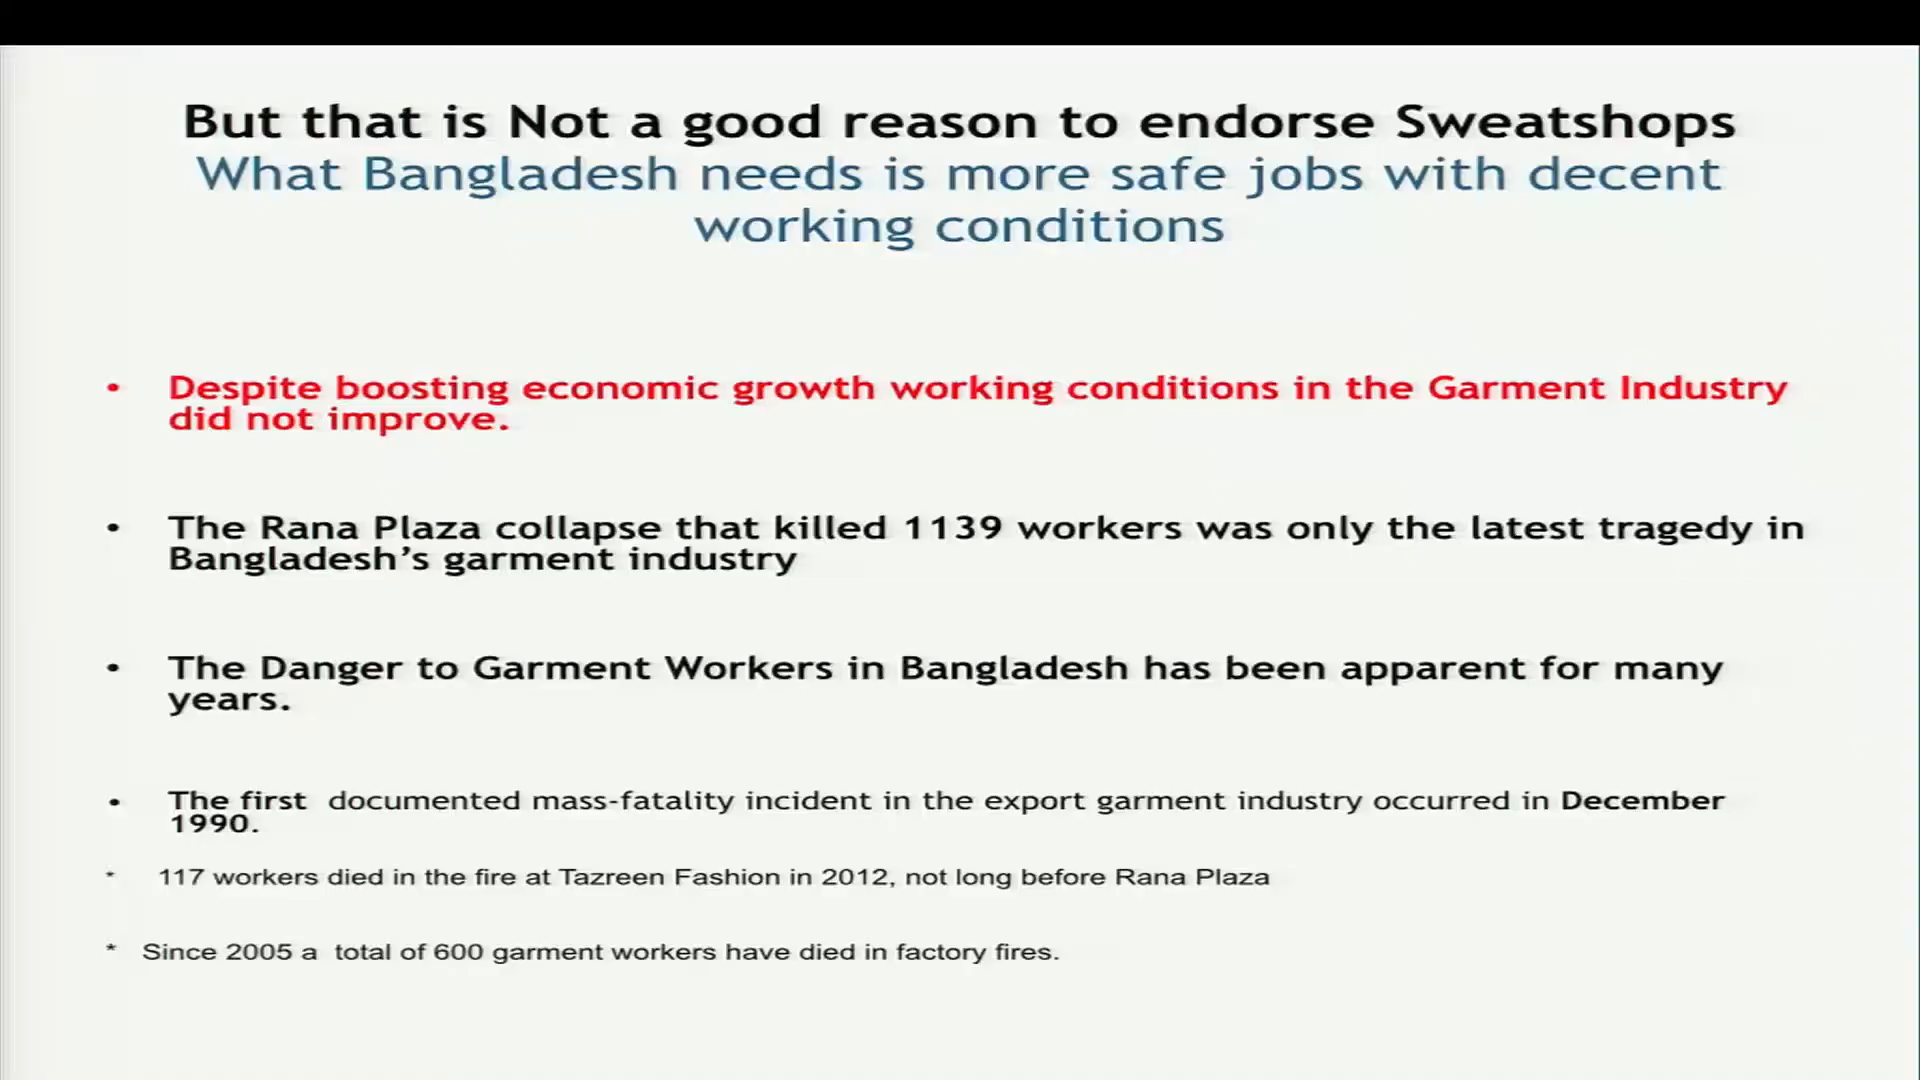 But that is Not a good reason to endorse Sweatshops
What Bangladesh needs is more safe jobs with decent
working conditions
• Despite boosting economic growth working conditions in the Garment Industry
did not improve.
• The Rana Plaza collapse that killed 1139 workers was only the latest tragedy in
Bangladesh’s garment industry
• The Danger to Garment Workers in Bangladesh has been apparent for many
years.
• The first documented mass-fatality incident in the export garment industry occurred in December
1990.
* 117 workers died in the fire at Tazreen Fashion in 2012, not long before Rana Plaza
* Since 2005 a total of 600 garment workers have died in factory fires.